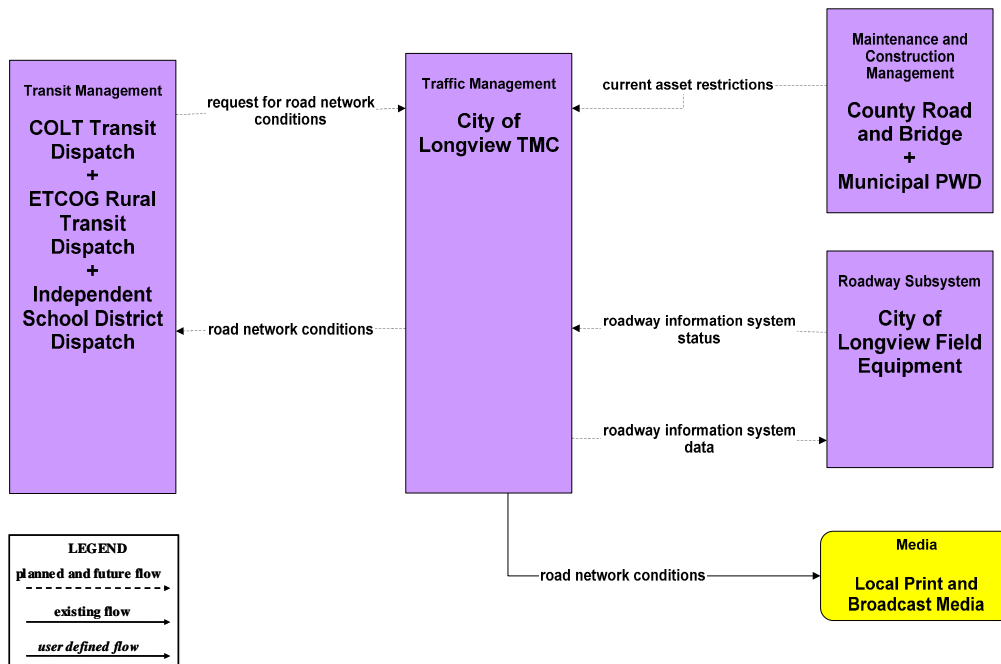 Transit Management
COLT Transit
Dispatch
+
ETCOG Rural
Transit
Dispatch
+
Independent
School District
Dispatch
request for road network
conditions
road network conditions
Traffic Management
City of
Longview TMC
current asset restrictions
roadway information system
status
roadway information system
data
road network conditions
Maintenance and
Construction
Management
County Road
and Bridge
+
Municipal PWD
Roadway Subsystem
City of
Longview Field
Equipment
Media
Local Print and
Broadcast Media
LEGEND
planned and future flow
existing flow
user defined flow